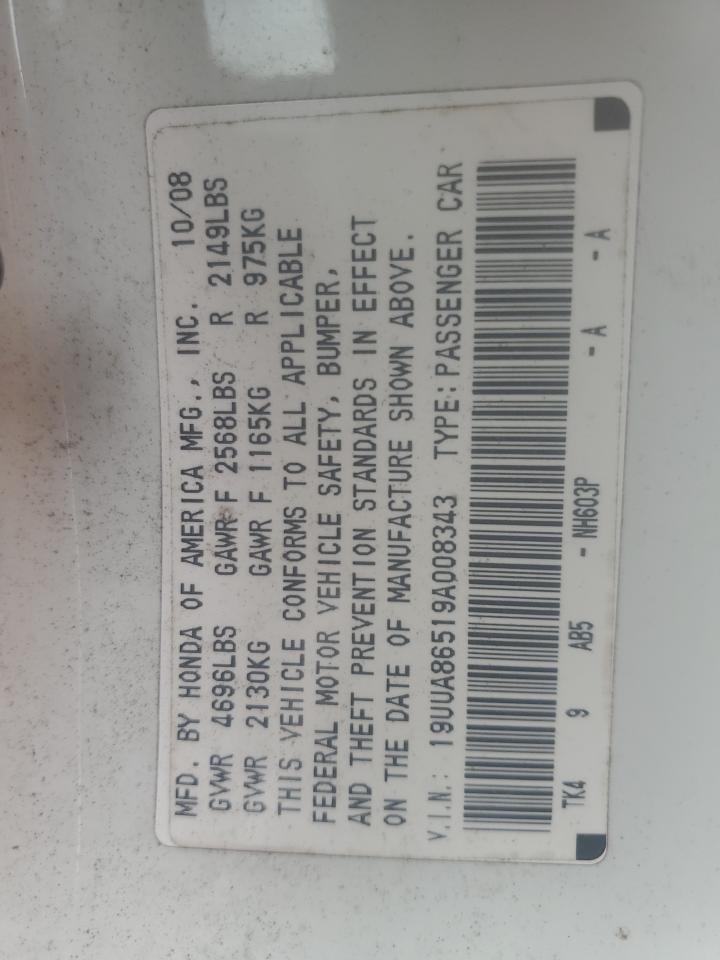 MFD. BY HONDA OF AMERICA MFG., INC. 10/08
GVWR 4696LBS GAWR F 2568LBS R 2149LBS
GVWR 2130KG GAWR F 1165KG R 975KG
THIS VEHICLE CONFORMS TO ALL APPLICABLE
FEDERAL MOTOR VEHICLE SAFETY, BUMPER,
AND THEFT PREVENTION STANDARDS IN EFFECT
ON THE DATE OF MANUFACTURE SHOWN ABOVE.
V.I.N.: 19UUA86519A008343 TYPE: PASSENGER CAR
TK4 9 AB5 - NH603P - A - A